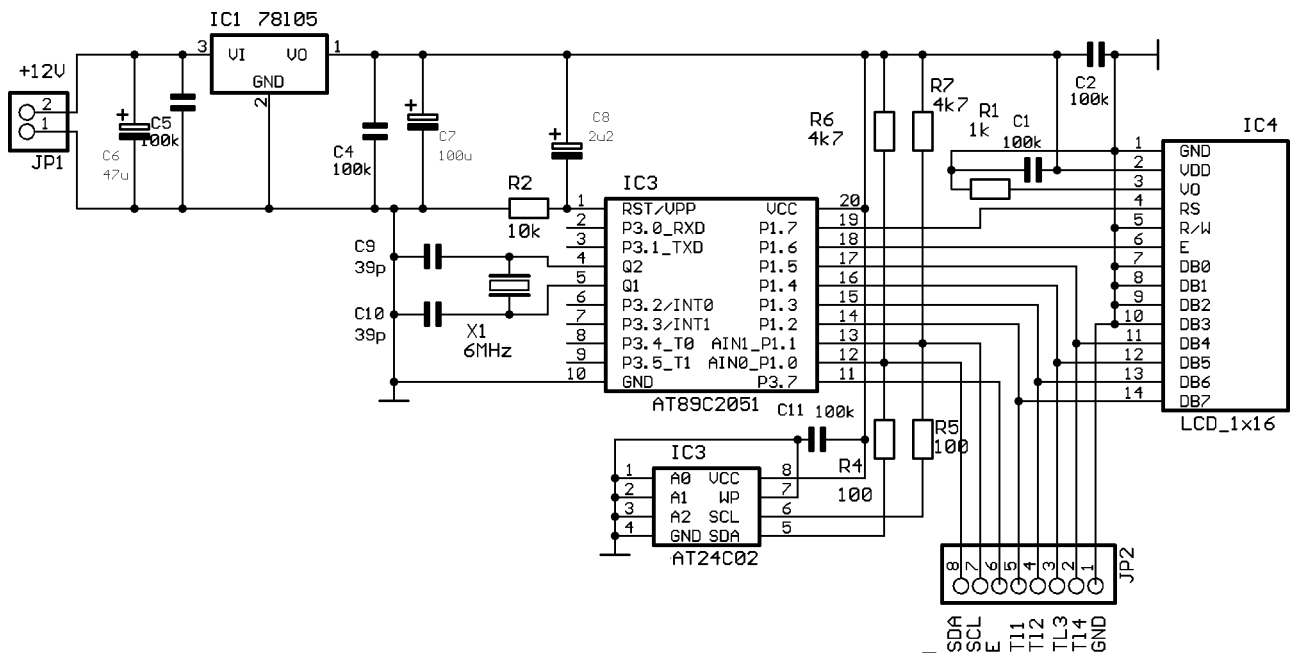 IC1 78105
3 VI VO 1
GND
2
+12V
2
1
JP1
+
C5
100k
C6
47u
C4
100k
+
C7
100u
+
C8
2u2
R2
10k
C9
39p
C10
39p
X1
6MHz
IC3
1 RST/VPP VCC 20
2 P3.0_RXD P1.7 19
3 P3.1_TXD P1.6 18
4 Q2 P1.5 17
5 Q1 P1.4 16
6 P3.2/INT0 P1.3 15
7 P3.3/INT1 P1.2 14
8 P3.4_T0 AIN1_P1.1 13
9 P3.5_T1 AIN0_P1.0 12
10 GND P3.7 11
AT89C2051
C11 100k
IC3
1 A0 VCC 8
2 A1 WP 7
3 A2 SCL 6
4 GND SDA 5
AT24C02
R6
4k7
R7
4k7
R4
100
R5
100
C2
100k
R1
1k
C1
100k
IC4
1 GND
2 VDD
3 VO
4 RS
5 R/W
6 E
7 DB0
8 DB1
9 DB2
10 DB3
11 DB4
12 DB5
13 DB6
14 DB7
LCD_1x16
8 7 6 5 4 3 2 1
JP2
SDA
SCL
E
Tl1
Tl2
TL3
Tl4
GND